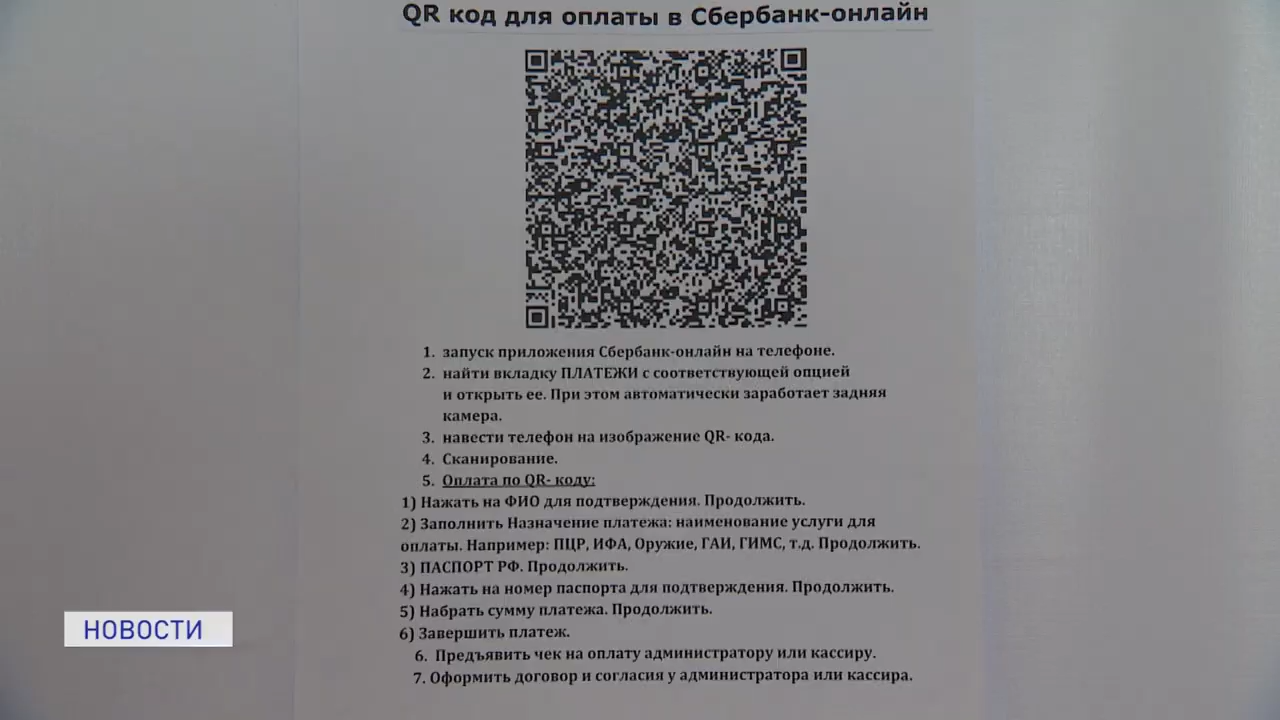 QR код для оплаты в Сбербанк-онлайн
1. запуск приложения Сбербанк-онлайн на телефоне.
2. найти вкладку ПЛАТЕЖИ с соответствующей опцией
и открыть ее. При этом автоматически заработает задняя
камера.
3. навести телефон на изображение QR- кода.
4. Сканирование.
5. Оплата по QR- коду:
1) Нажать на ФИО для подтверждения. Продолжить.
2) Заполнить Назначение платежа: наименование услуги для
оплаты. Например: ПЦР, ИФА, Оружие, ГАИ, ГИМС, т.д. Продолжить.
3) ПАСПОРТ РФ. Продолжить.
4) Нажать на номер паспорта для подтверждения. Продолжить.
5) Набрать сумму платежа. Продолжить.
6) Завершить платеж.
6. Предъявить чек на оплату администратору или кассиру.
7. Оформить договор и согласия у администратора или кассира.
НОВОСТИ